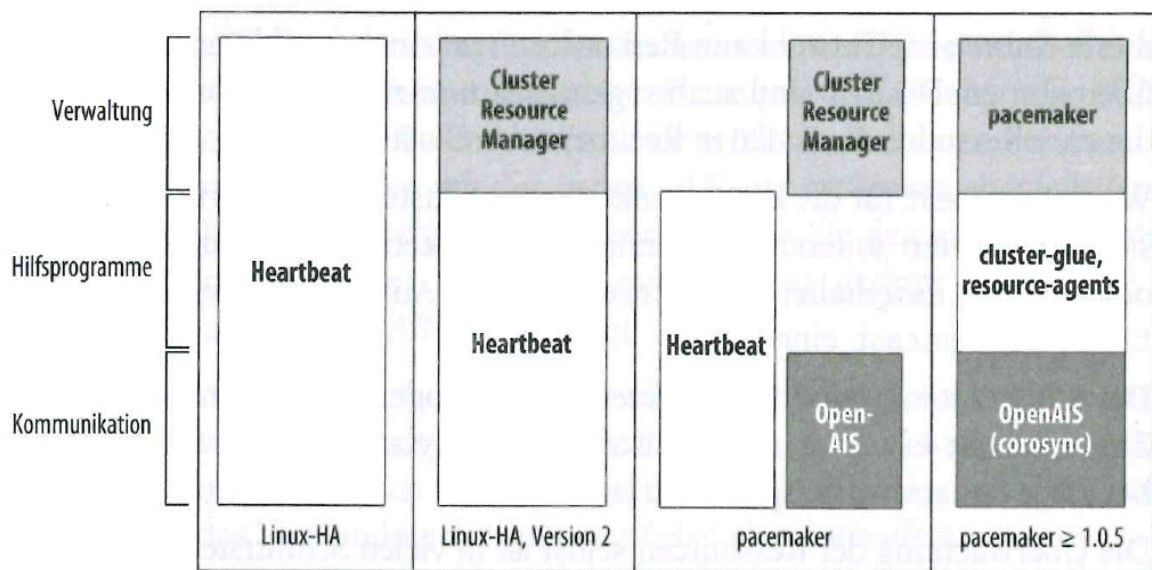 Verwaltung
Hilfsprogramme
Kommunikation
Heartbeat
Linux-HA
Cluster
Resource
Manager
Heartbeat
Linux-HA, Version 2
Cluster
Resource
Manager
Heartbeat
Open-
AIS
pacemaker
pacemaker
cluster-glue,
resource-agents
OpenAIS
(corosync)
pacemaker ≥ 1.0.5